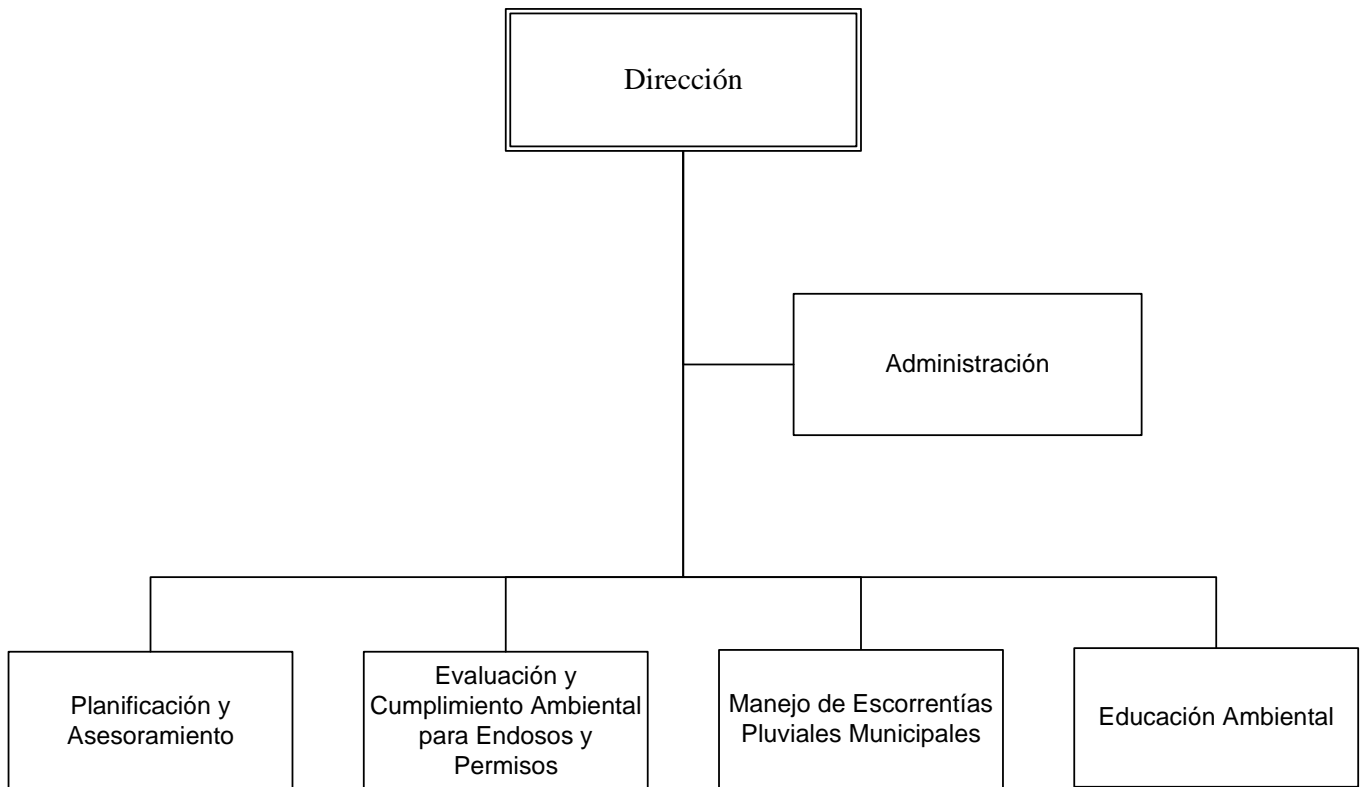 Dirección
Administración
Planificación y
Asesoramiento
Evaluación y
Cumplimiento Ambiental
para Endosos y
Permisos
Manejo de Escorrentías
Pluviales Municipales
Educación Ambiental